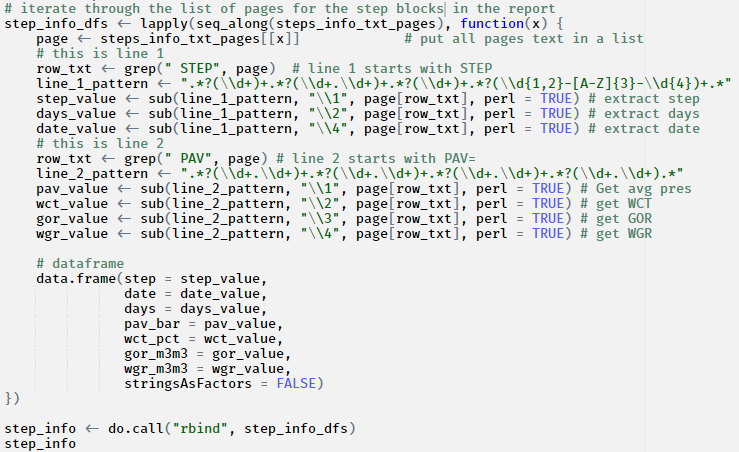 # iterate through the list of pages for the step blocks in the report
step_info_dfs <- lapply(seq_along(steps_info_txt_pages), function(x) {
    page <- steps_info_txt_pages[[x]]           # put all pages text in a list
    # this is line 1
    row_txt <- grep(" STEP", page)  # line 1 starts with STEP
    line_1_pattern <- ".*?(\\d+)+.*?(\\d+.\\d+)+.*?(\\d+)+.*?(\\d{1,2}-[A-Z]{3}-\\d{4})+.*"
    step_value <- sub(line_1_pattern, "\\1", page[row_txt], perl = TRUE) # extract step
    days_value <- sub(line_1_pattern, "\\2", page[row_txt], perl = TRUE) # extract days
    date_value <- sub(line_1_pattern, "\\4", page[row_txt], perl = TRUE) # extract date
    # this is line 2
    row_txt <- grep(" PAV", page) # line 2 starts with PAV=
    line_2_pattern <- ".*?(\\d+.\\d+)+.*?(\\d+.\\d+)+.*?(\\d+.\\d+)+.*?(\\d+.\\d+).*"
    pav_value <- sub(line_2_pattern, "\\1", page[row_txt], perl = TRUE) # Get avg pres
    wct_value <- sub(line_2_pattern, "\\2", page[row_txt], perl = TRUE) # get WCT
    gor_value <- sub(line_2_pattern, "\\3", page[row_txt], perl = TRUE) # get GOR
    wgr_value <- sub(line_2_pattern, "\\4", page[row_txt], perl = TRUE) # get WGR

    # dataframe
    data.frame(step = step_value,
               date = date_value,
               days = days_value,
               pav_bar = pav_value,
               wct_pct = wct_value,
               gor_m3m3 = gor_value,
               wgr_m3m3 = wgr_value,
               stringsAsFactors = FALSE)
})

step_info <- do.call("rbind", step_info_dfs)
step_info